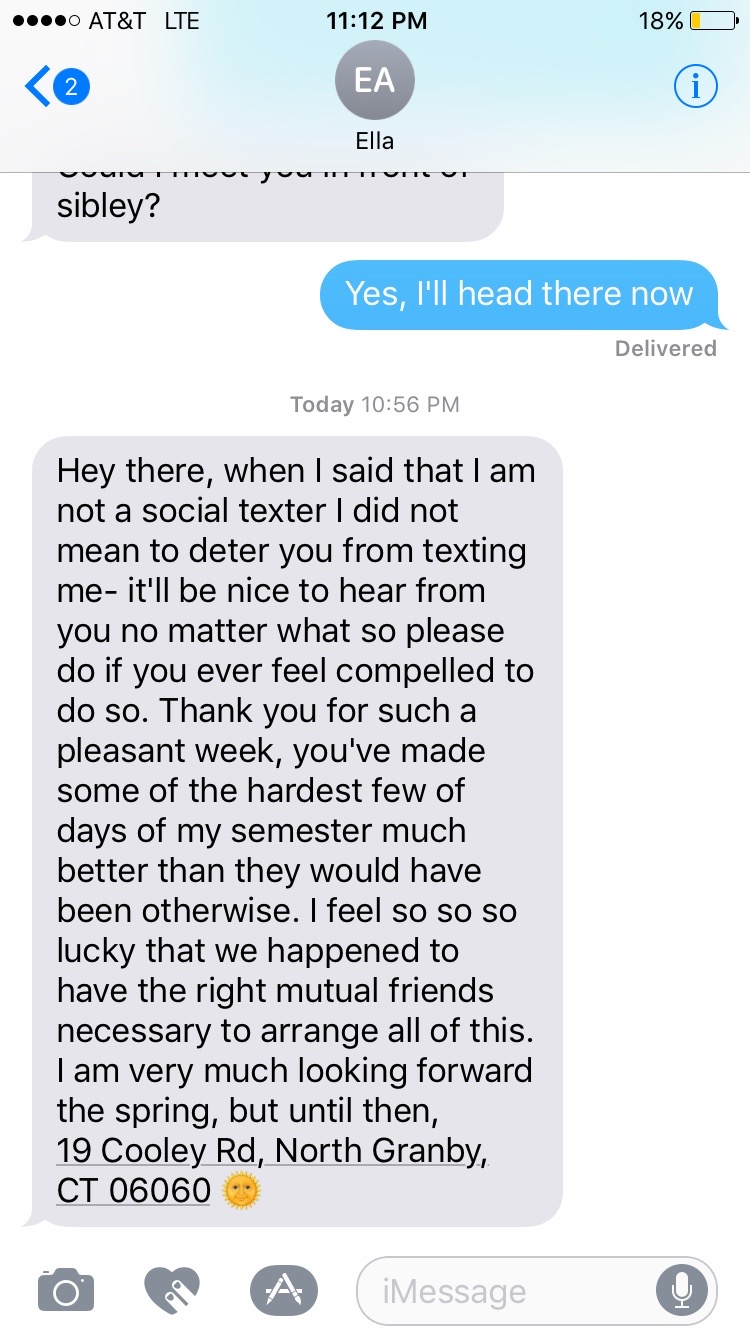 AT&T LTE 11:12 PM 18%
2
EA
Ella
Could I meet you in front of
sibley?
Yes, I'll head there now
Delivered
Today 10:56 PM
Hey there, when I said that I am
not a social texter I did not
mean to deter you from texting
me- it'll be nice to hear from
you no matter what so please
do if you ever feel compelled to
do so. Thank you for such a
pleasant week, you've made
some of the hardest few of
days of my semester much
better than they would have
been otherwise. I feel so so so
lucky that we happened to
have the right mutual friends
necessary to arrange all of this.
I am very much looking forward
the spring, but until then,
19 Cooley Rd, North Granby,
CT 06060 🌞
iMessage